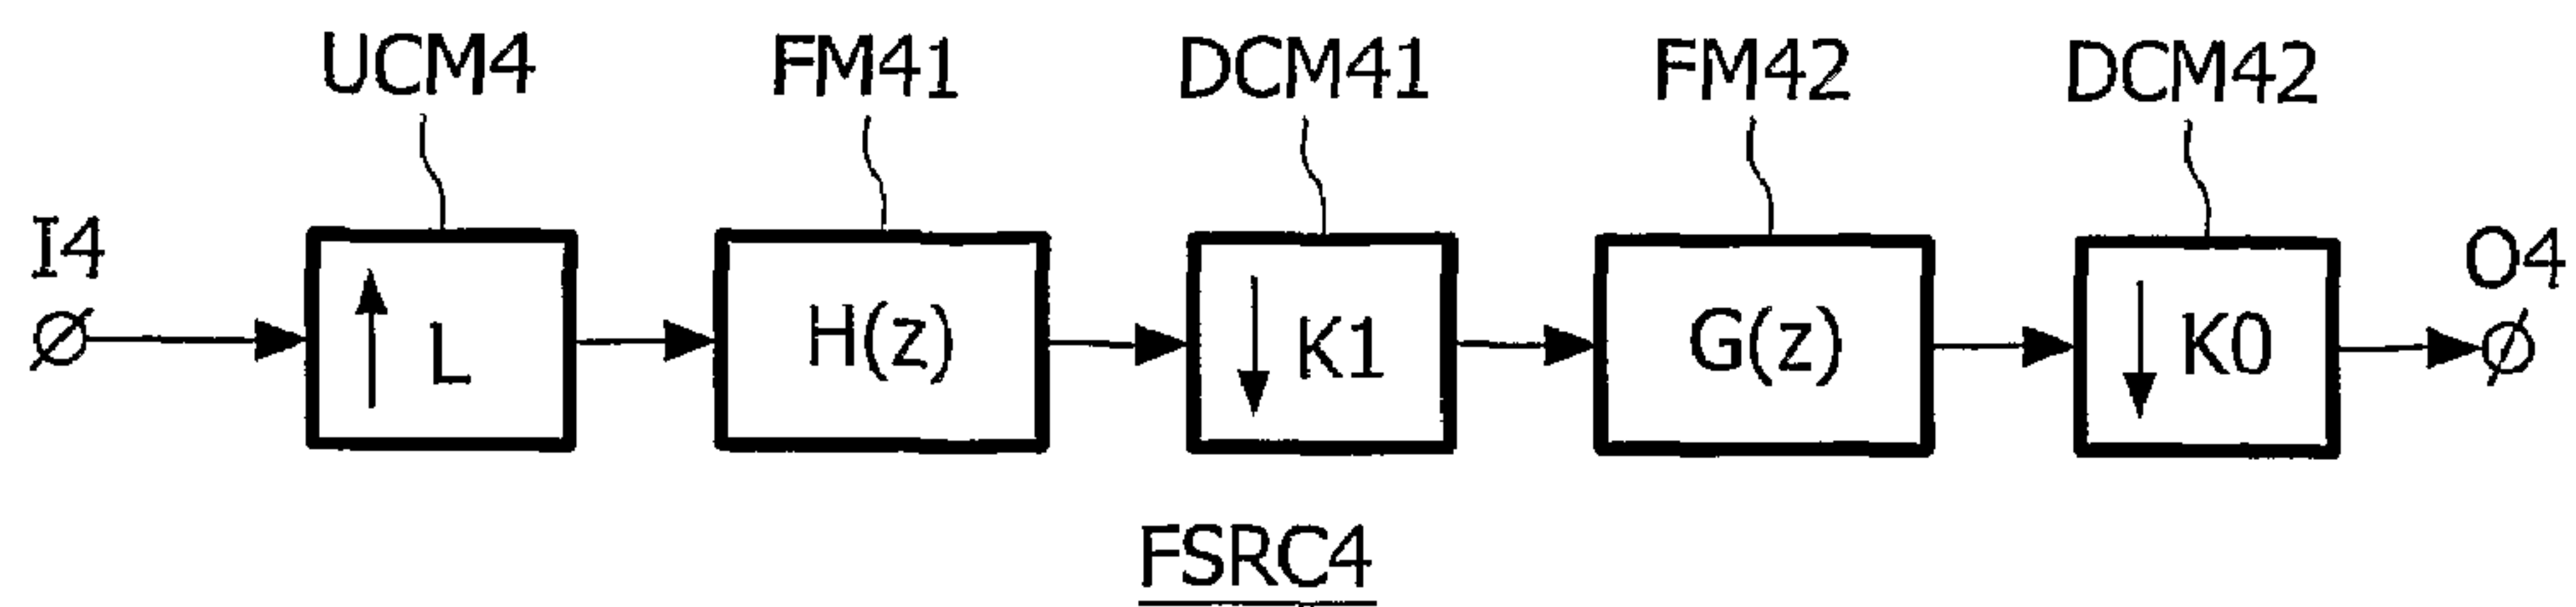 UCM4 FM41 DCM41 FM42 DCM42
I4 O4
↑ L H(z) ↓ K1 G(z) ↓ K0
FSRC4